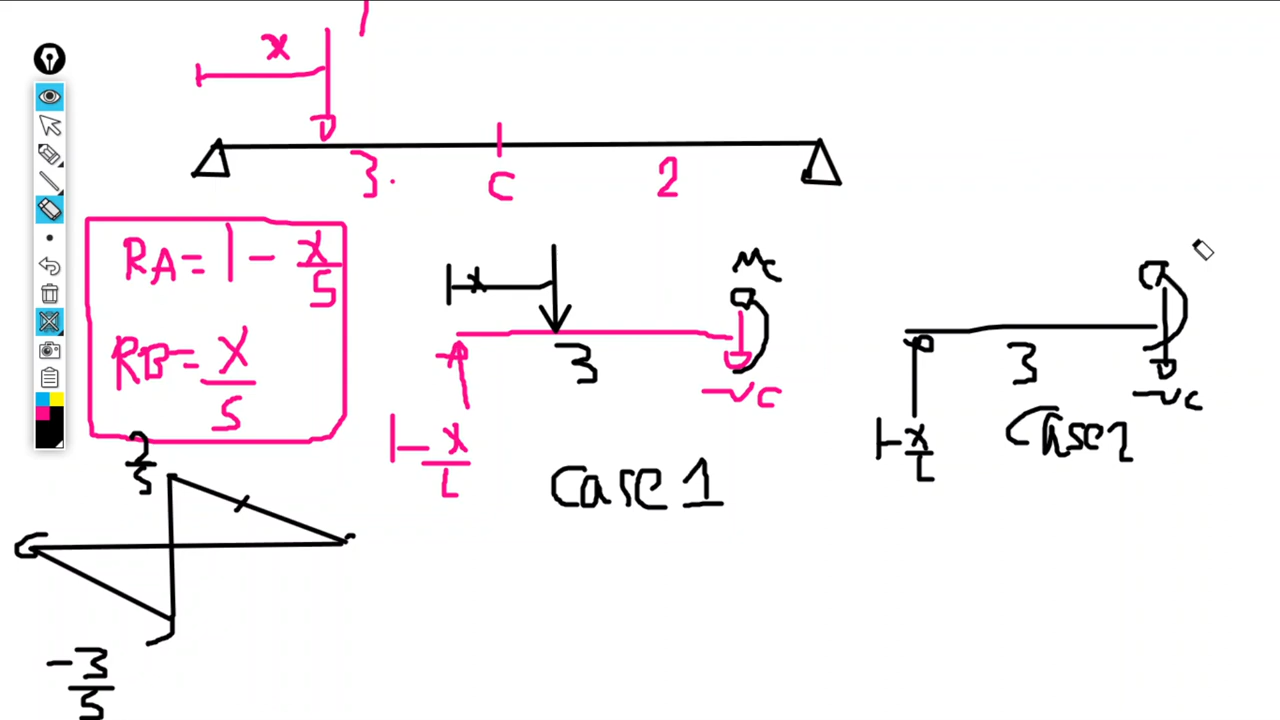 1
x
3.
C
2
RA = 1 - x/5
RB = x/5
x
Mc
3
-vc
1 - x/L
case 1
3
-vc
1 - x/L
case 2
2/5
-3/5